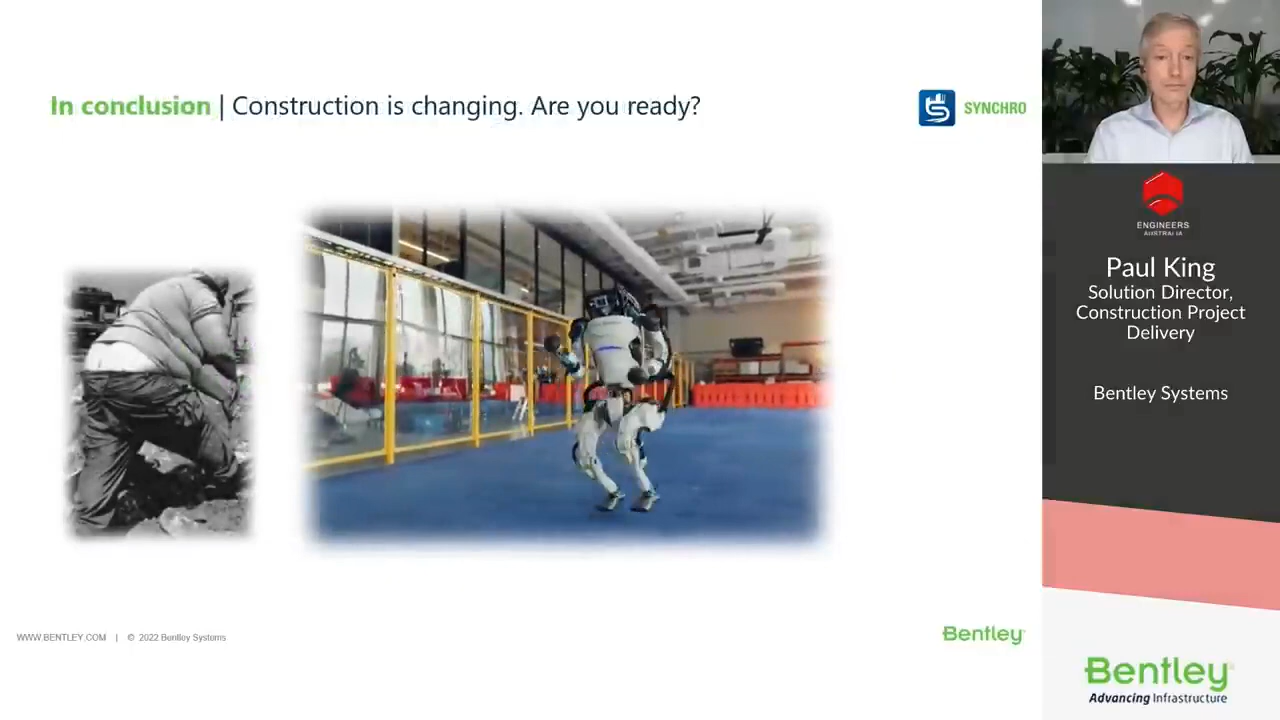 In conclusion | Construction is changing. Are you ready?
SYNCHRO
ENGINEERS
AUSTRALIA
Paul King
Solution Director,
Construction Project
Delivery
Bentley Systems
WWW.BENTLEY.COM | © 2022 Bentley Systems
Bentley
Bentley
Advancing Infrastructure